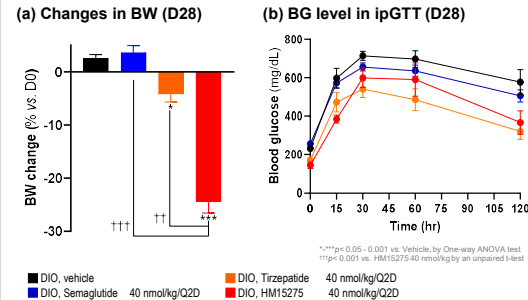 (a) Changes in BW (D28)
(b) BG level in ipGTT (D28)
BW change (% vs. D0)
0
-10
-20
-30
*
***
††
†††
Blood glucose (mg/dL)
800
600
400
200
0
0 15 30 45 60 75 90 105 120
Time (hr)
*-***p< 0.05 - 0.001 vs. Vehicle, by One-way ANOVA test
†††p< 0.001 vs. HM15275 40 nmol/kg by an unpaired t-test
DIO, vehicle
DIO, Tirzepatide 40 nmol/kg/Q2D
DIO, Semaglutide 40 nmol/kg/Q2D
DIO, HM15275 40 nmol/kg/Q2D